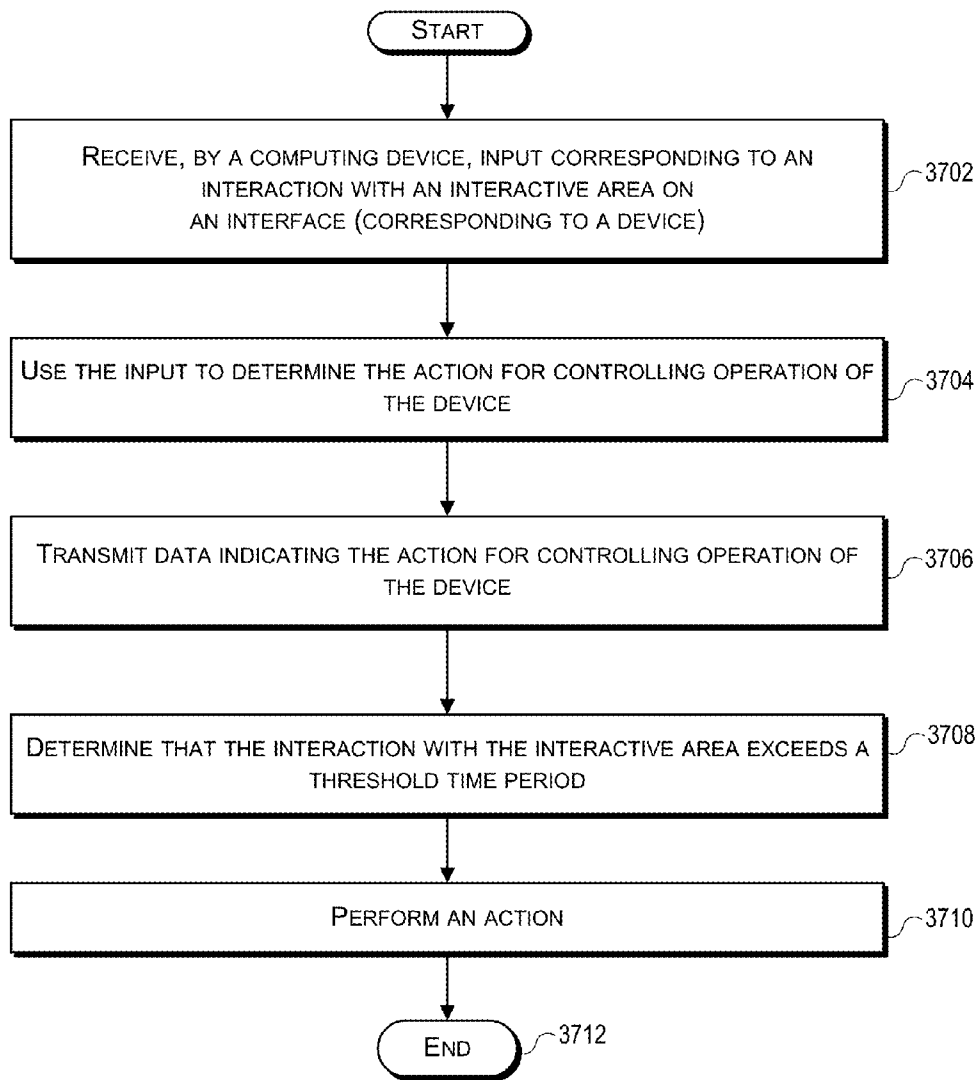 START
RECEIVE, BY A COMPUTING DEVICE, INPUT CORRESPONDING TO AN
INTERACTION WITH AN INTERACTIVE AREA ON
AN INTERFACE (CORRESPONDING TO A DEVICE)
3702
USE THE INPUT TO DETERMINE THE ACTION FOR CONTROLLING OPERATION OF
THE DEVICE
3704
TRANSMIT DATA INDICATING THE ACTION FOR CONTROLLING OPERATION OF
THE DEVICE
3706
DETERMINE THAT THE INTERACTION WITH THE INTERACTIVE AREA EXCEEDS A
THRESHOLD TIME PERIOD
3708
PERFORM AN ACTION
3710
END
3712